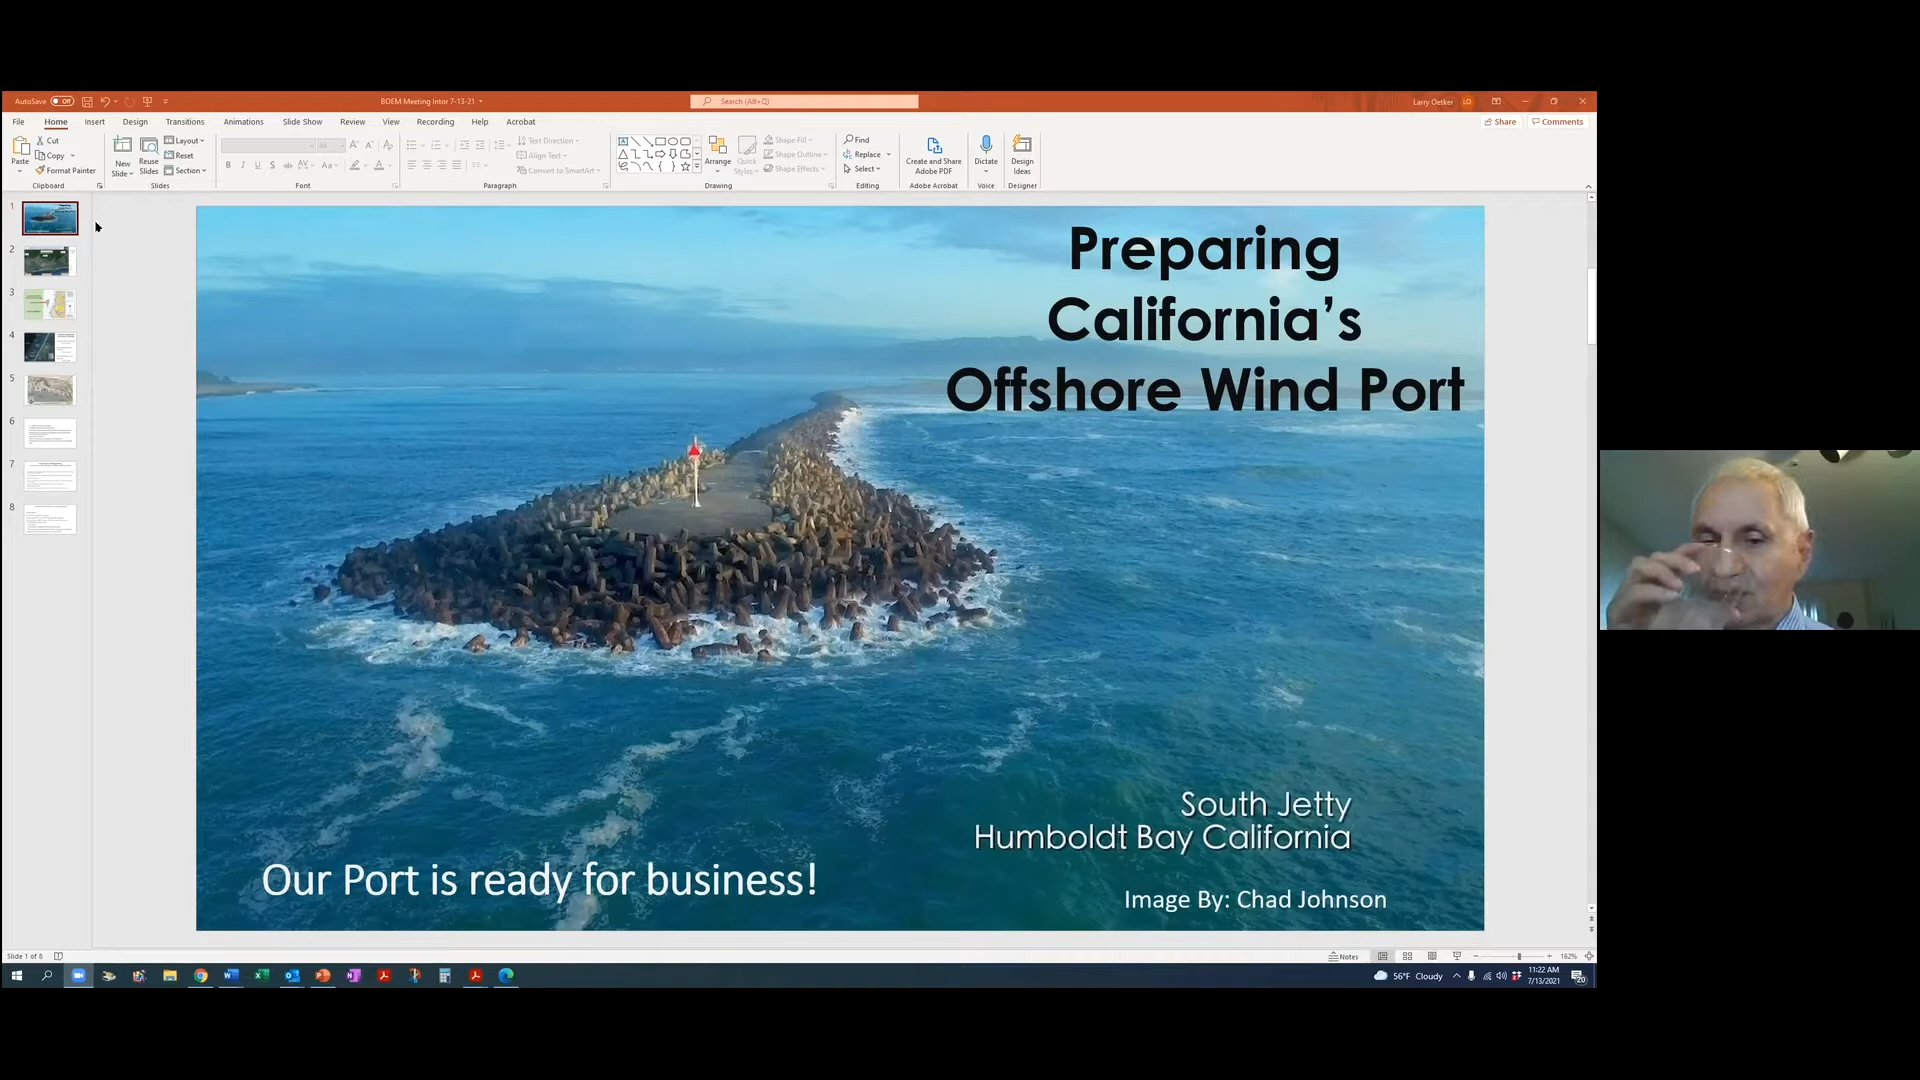 AutoSave Off
BOEM Meeting Intor 7-13-21
Search (Alt+Q)
Larry Oetker LO
File Home Insert Design Transitions Animations Slide Show Review View Recording Help Acrobat
Share Comments
Paste
Cut
Copy
Format Painter
Clipboard
New Slide
Reuse Slides
Layout
Reset
Section
Slides
Font
Text Direction
Align Text
Convert to SmartArt
Paragraph
Arrange
Quick Styles
Shape Fill
Shape Outline
Shape Effects
Drawing
Find
Replace
Select
Editing
Create and Share Adobe PDF
Adobe Acrobat
Dictate
Voice
Design Ideas
Designer
1
2
3
4
5
6
7
8
Preparing
California’s
Offshore Wind Port
South Jetty
Humboldt Bay California
Our Port is ready for business!
Image By: Chad Johnson
Slide 1 of 8
Notes
162%
56°F Cloudy
11:22 AM
7/13/2021
20